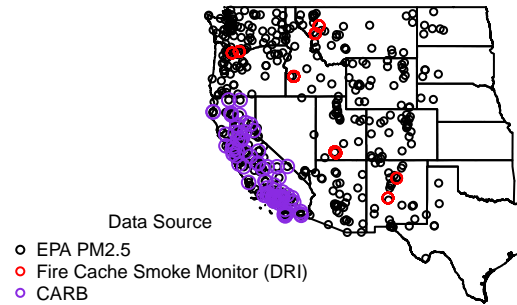 Data Source
EPA PM2.5
Fire Cache Smoke Monitor (DRI)
CARB